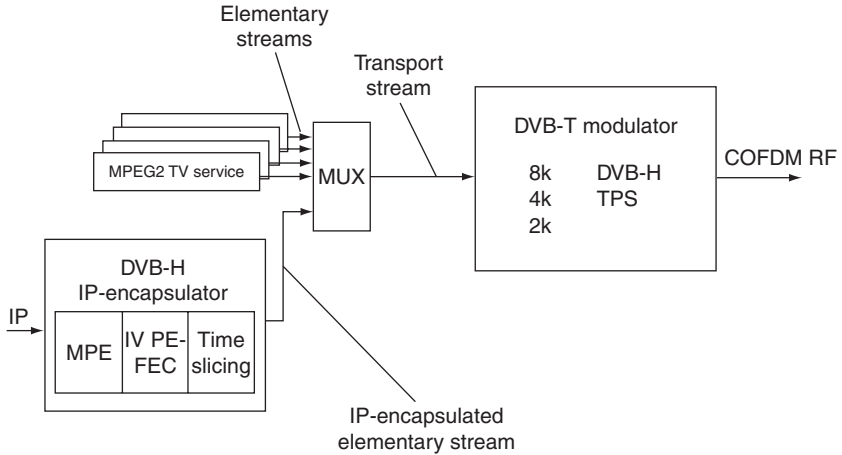 Elementary
streams
Transport
stream
MPEG2 TV service
MUX
DVB-T modulator
8k DVB-H
4k TPS
2k
COFDM RF
DVB-H
IP-encapsulator
IP
MPE
IV PE-
FEC
Time
slicing
IP-encapsulated
elementary stream